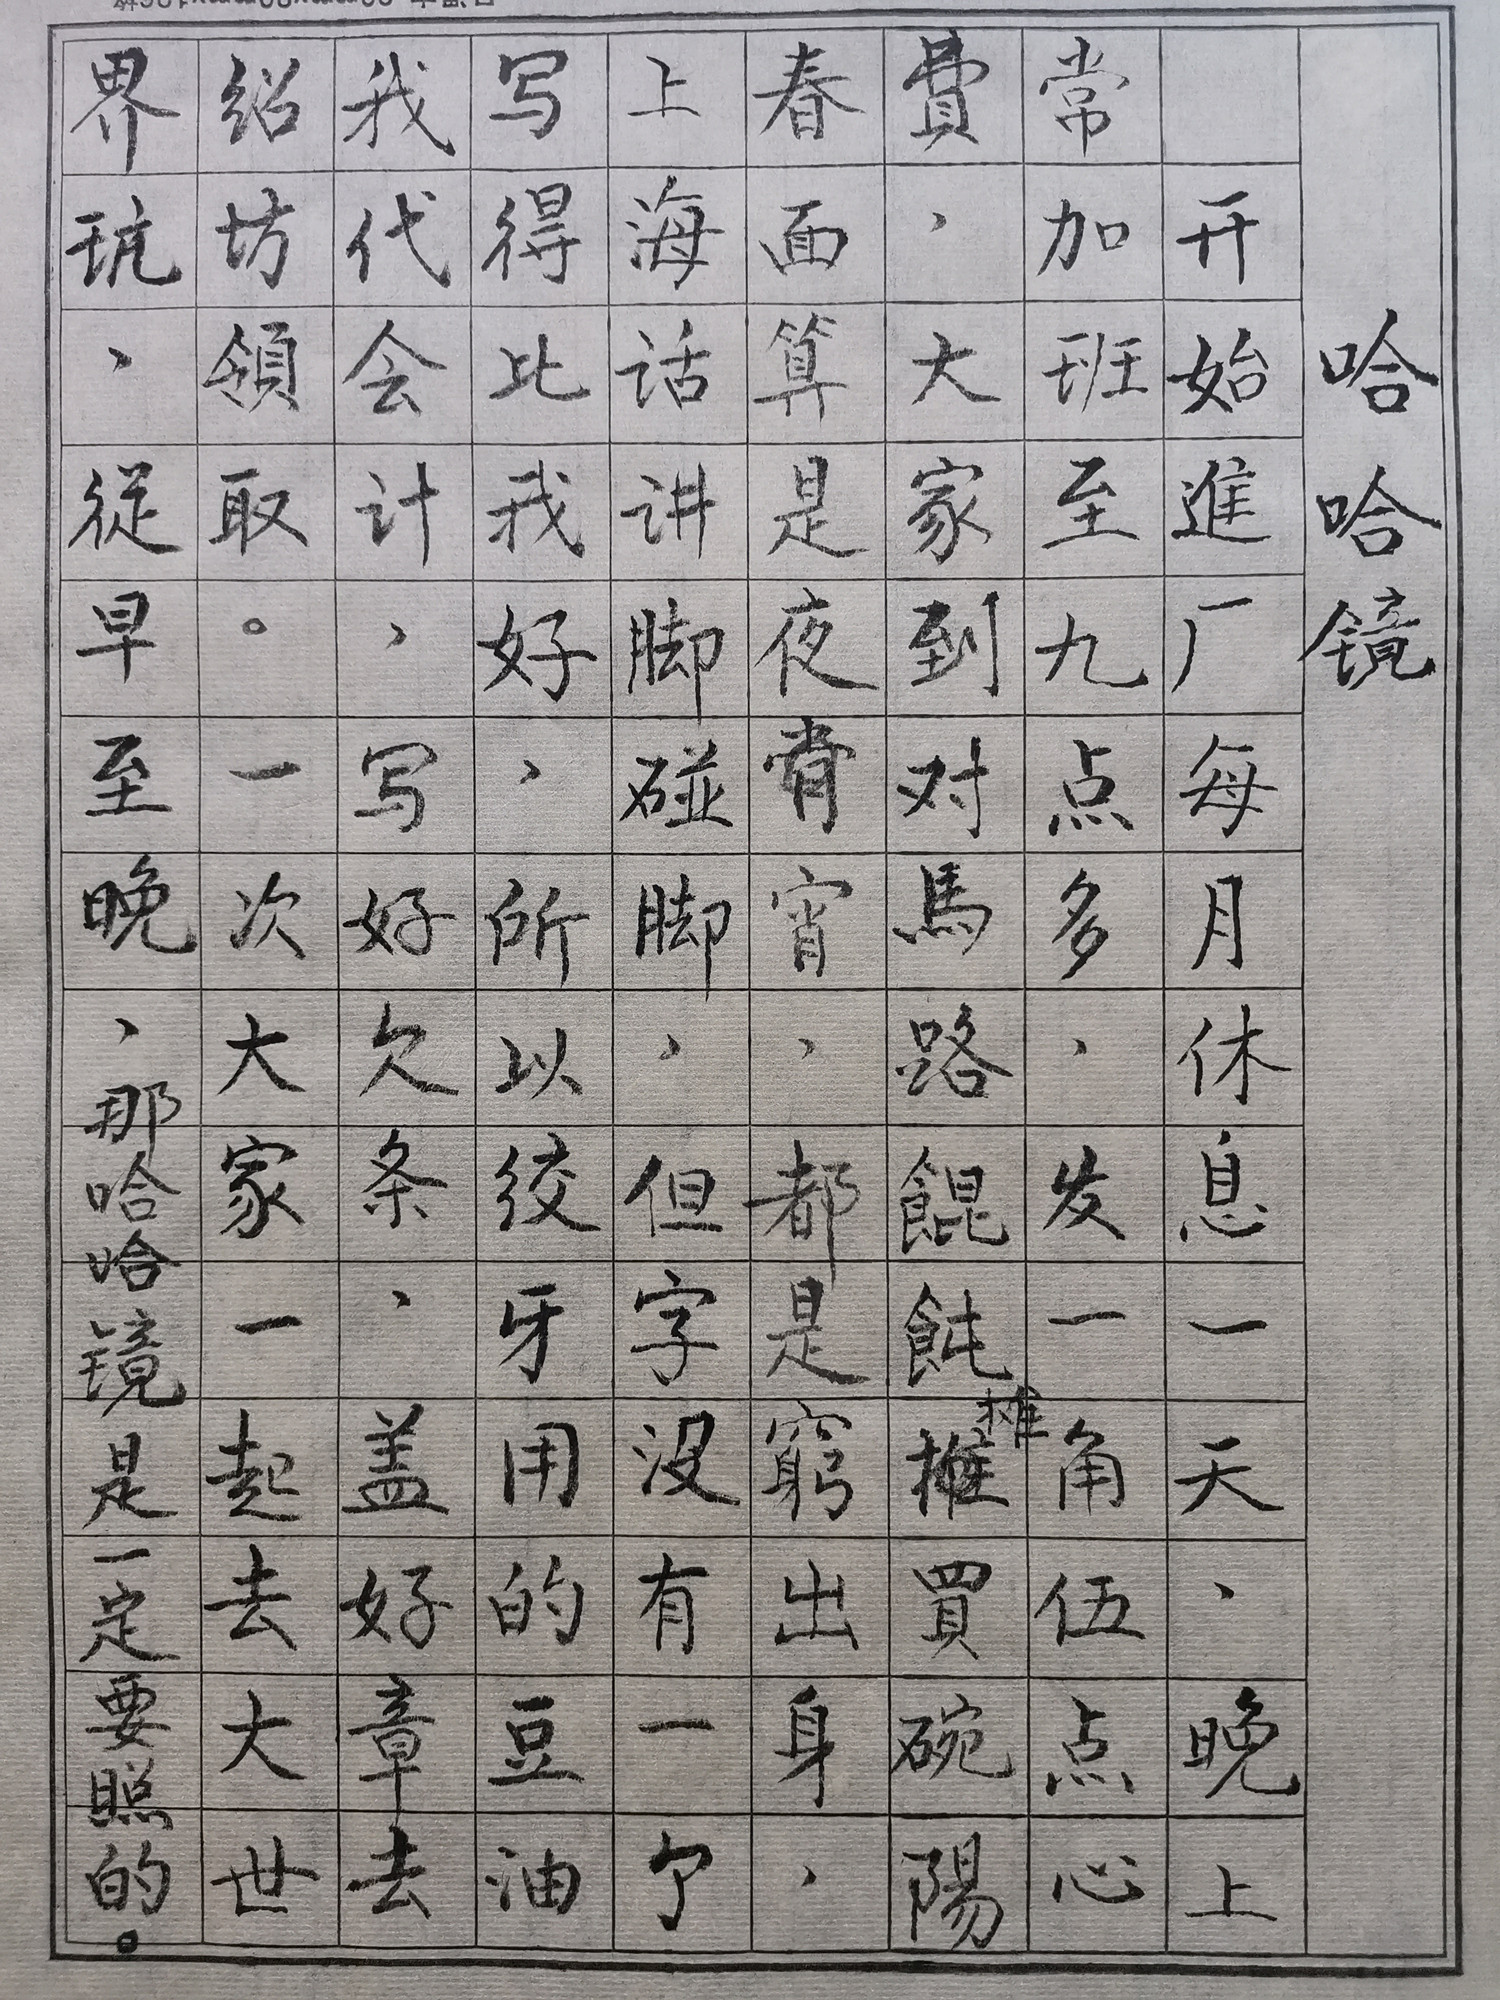 哈哈镜
开始進厂每月休息一天、晚上
常加班至九点多、发一角伍点心
費、大家到对馬路餛飩摊買碗陽
春面算是夜宵、都是窮出身、
上海话讲脚碰脚、但字没有一个
写得比我好、所以绞牙用的豆油
我代会计、写好欠条、盖好章去
绍坊領取。一次大家一起去大世
界玩、從早至晚、那哈哈镜是一定要照的。